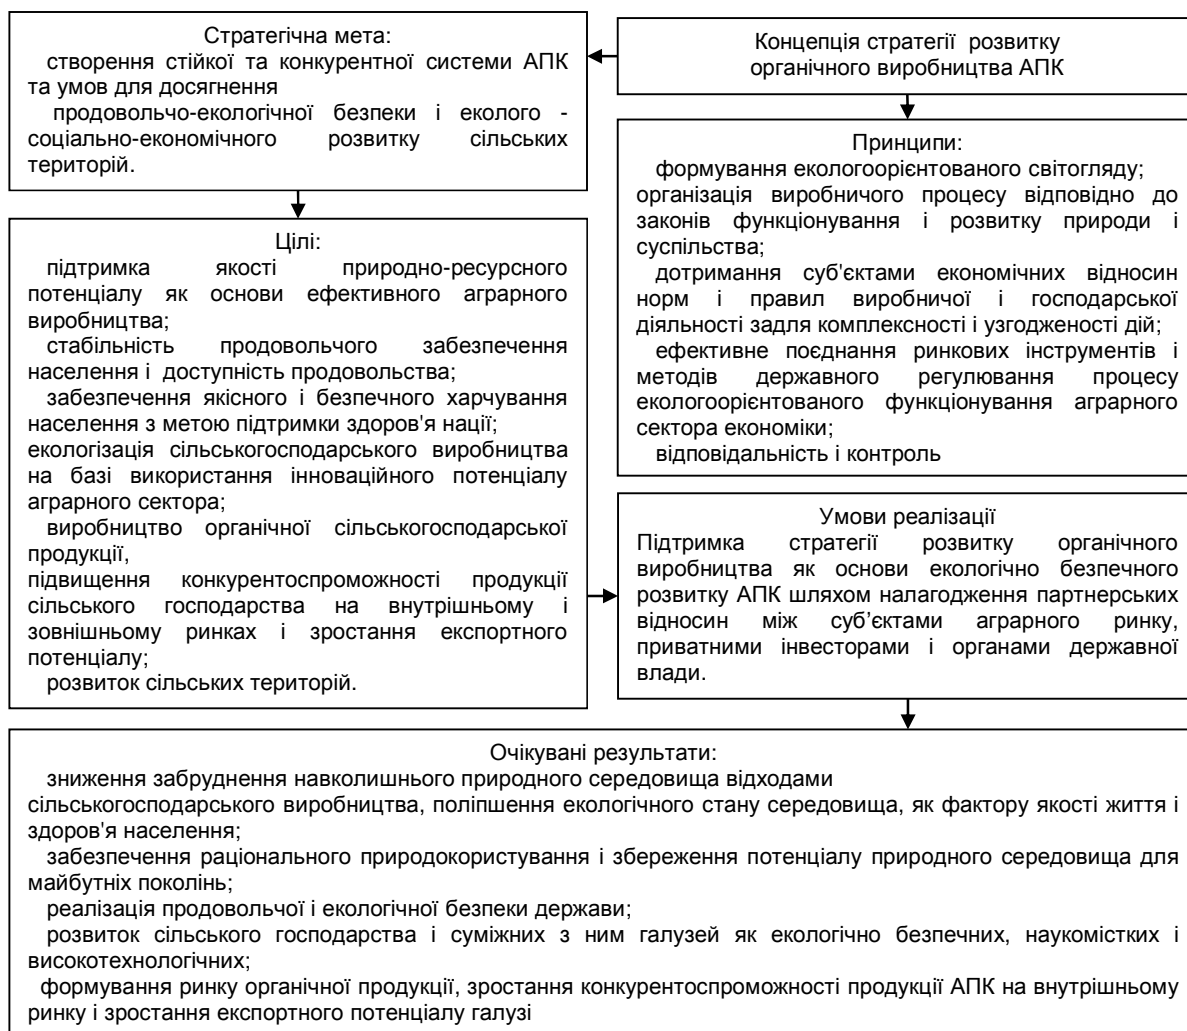 Стратегічна мета:
створення стійкої та конкурентної системи АПК
та умов для досягнення
продовольчо-екологічної безпеки і еколого -
соціально-економічного розвитку сільських
територій.
Концепція стратегії розвитку
органічного виробництва АПК
Принципи:
формування екологоорієнтованого світогляду;
організація виробничого процесу відповідно до
законів функціонування і розвитку природи і
суспільства;
дотримання суб'єктами економічних відносин
норм і правил виробничої і господарської
діяльності задля комплексності і узгодженості дій;
ефективне поєднання ринкових інструментів і
методів державного регулювання процесу
екологоорієнтованого функціонування аграрного
сектора економіки;
відповідальність і контроль
Цілі:
підтримка якості природно-ресурсного
потенціалу як основи ефективного аграрного
виробництва;
стабільність продовольчого забезпечення
населення і доступність продовольства;
забезпечення якісного і безпечного харчування
населення з метою підтримки здоров'я нації;
екологізація сільськогосподарського виробництва
на базі використання інноваційного потенціалу
аграрного сектора;
виробництво органічної сільськогосподарської
продукції,
підвищення конкурентоспроможності продукції
сільського господарства на внутрішньому і
зовнішньому ринках і зростання експортного
потенціалу;
розвиток сільських територій.
Умови реалізації
Підтримка стратегії розвитку органічного
виробництва як основи екологічно безпечного
розвитку АПК шляхом налагодження партнерських
відносин між суб’єктами аграрного ринку,
приватними інвесторами і органами державної
влади.
Очікувані результати:
зниження забруднення навколишнього природного середовища відходами
сільськогосподарського виробництва, поліпшення екологічного стану середовища, як фактору якості життя і
здоров'я населення;
забезпечення раціонального природокористування і збереження потенціалу природного середовища для
майбутніх поколінь;
реалізація продовольчої і екологічної безпеки держави;
розвиток сільського господарства і суміжних з ним галузей як екологічно безпечних, наукомістких і
високотехнологічних;
формування ринку органічної продукції, зростання конкурентоспроможності продукції АПК на внутрішньому
ринку і зростання експортного потенціалу галузі